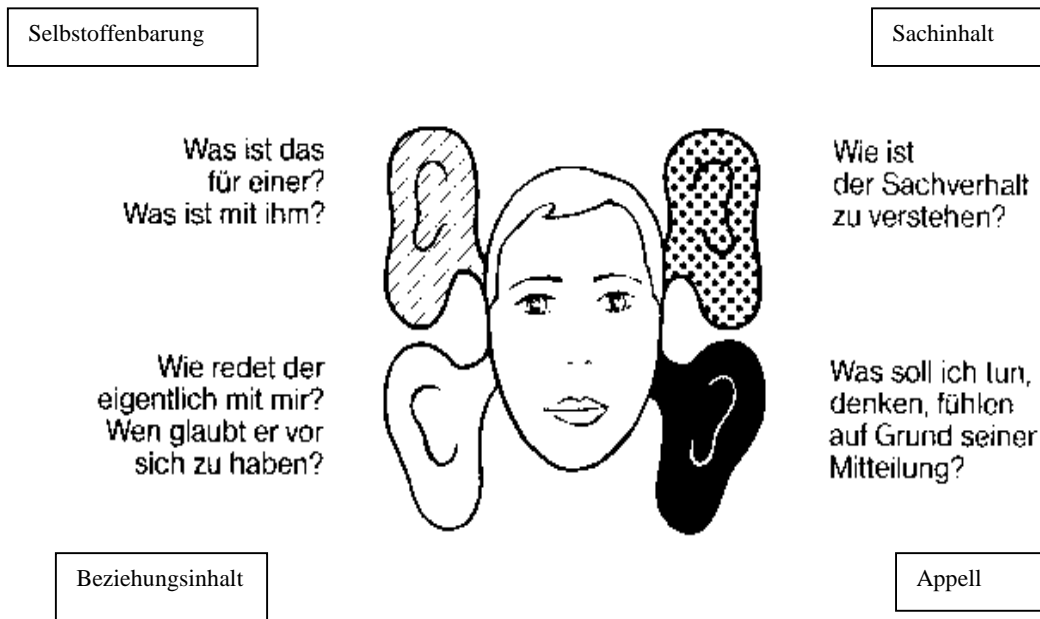 Selbstoffenbarung
Sachinhalt
Was ist das
für einer?
Was ist mit ihm?
Wie ist
der Sachverhalt
zu verstehen?
Wie redet der
eigentlich mit mir?
Wen glaubt er vor
sich zu haben?
Was soll ich tun,
denken, fühlen
auf Grund seiner
Mitteilung?
Beziehungsinhalt
Appell